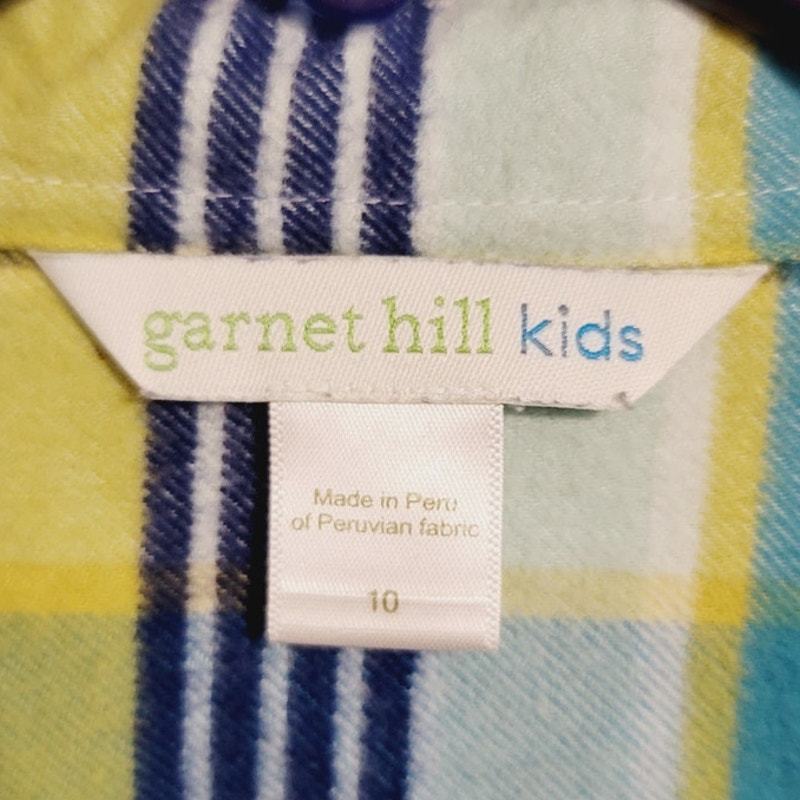 garnet hill kids
Made in Peru
of Peruvian fabric
10